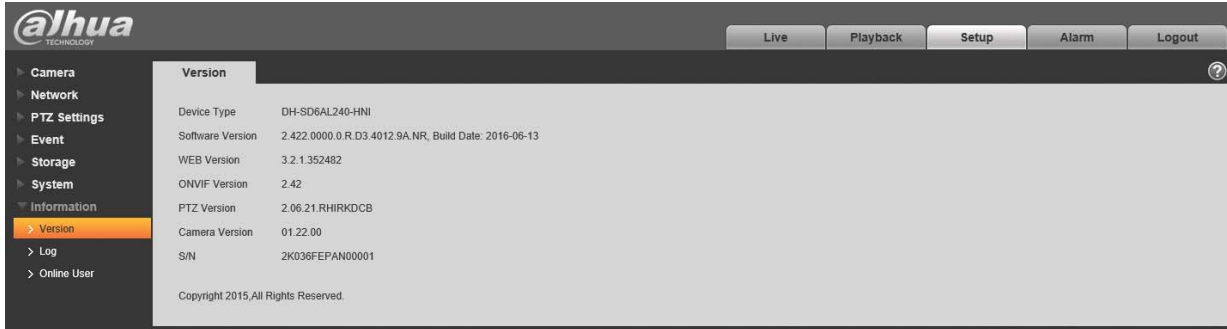 alhua
TECHNOLOGY
Live Playback Setup Alarm Logout
Camera
Network
PTZ Settings
Event
Storage
System
Information
Version
Log
Online User
Version
Device Type DH-SD6AL240-HNI
Software Version 2.422.0000.0.R.D3.4012.9A.NR, Build Date: 2016-06-13
WEB Version 3.2.1.352482
ONVIF Version 2.42
PTZ Version 2.06.21.RHIRKDCB
Camera Version 01.22.00
S/N 2K036FEPAN00001
Copyright 2015,All Rights Reserved.
?